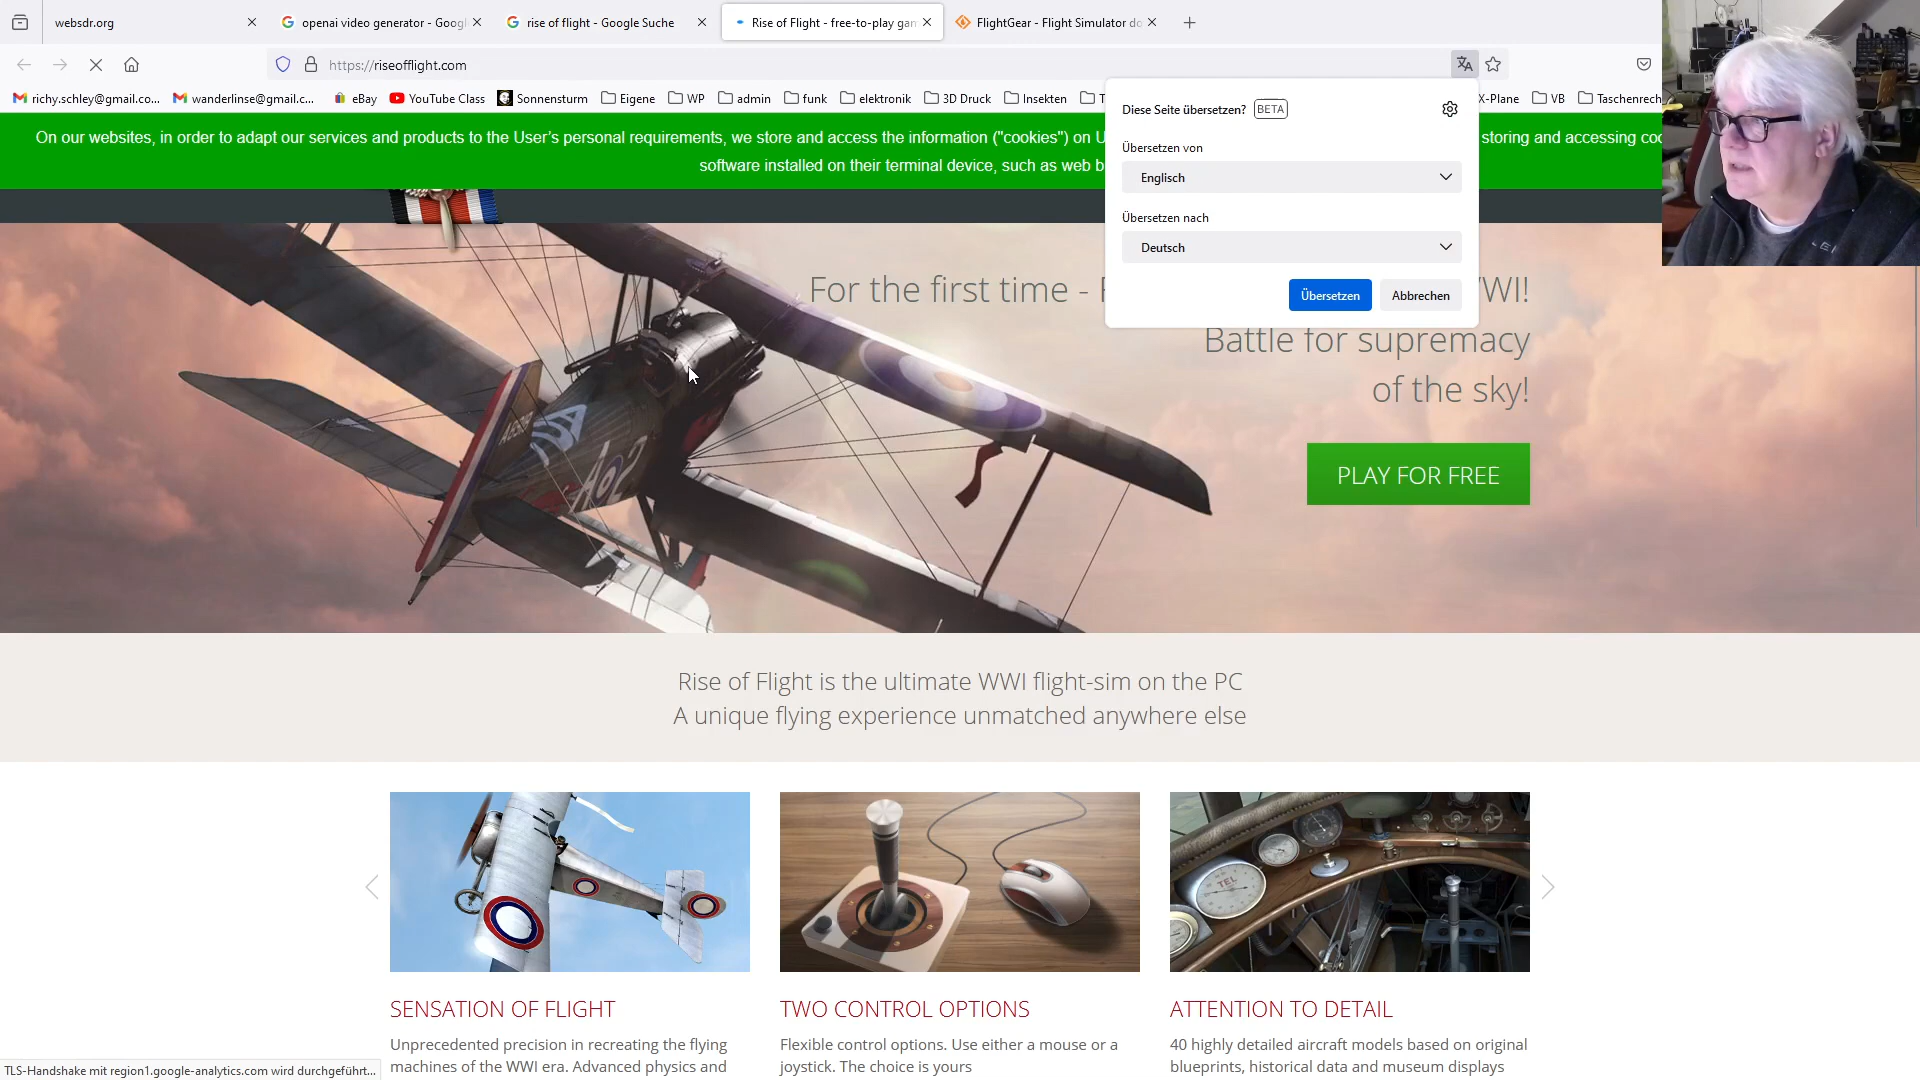 websdr.org
openai video generator - Googl
rise of flight - Google Suche
Rise of Flight - free-to-play gam
FlightGear - Flight Simulator do
https://riseofflight.com
richy.schley@gmail.co...
wanderlinse@gmail.c...
eBay
YouTube Class
Sonnensturm
Eigene
WP
admin
funk
elektronik
3D Druck
Insekten
X-Plane
VB
Taschenrech
Diese Seite übersetzen? BETA
Übersetzen von
Englisch
Übersetzen nach
Deutsch
Übersetzen
Abbrechen
On our websites, in order to adapt our services and products to the User's personal requirements, we store and access the information ("cookies") on U
storing and accessing coo
software installed on their terminal device, such as web b
For the first time -
WI!
Battle for supremacy
of the sky!
PLAY FOR FREE
Rise of Flight is the ultimate WWI flight-sim on the PC
A unique flying experience unmatched anywhere else
SENSATION OF FLIGHT
Unprecedented precision in recreating the flying
machines of the WWI era. Advanced physics and
TWO CONTROL OPTIONS
Flexible control options. Use either a mouse or a
joystick. The choice is yours
ATTENTION TO DETAIL
40 highly detailed aircraft models based on original
blueprints, historical data and museum displays
TLS-Handshake mit region1.google-analytics.com wird durchgeführt...